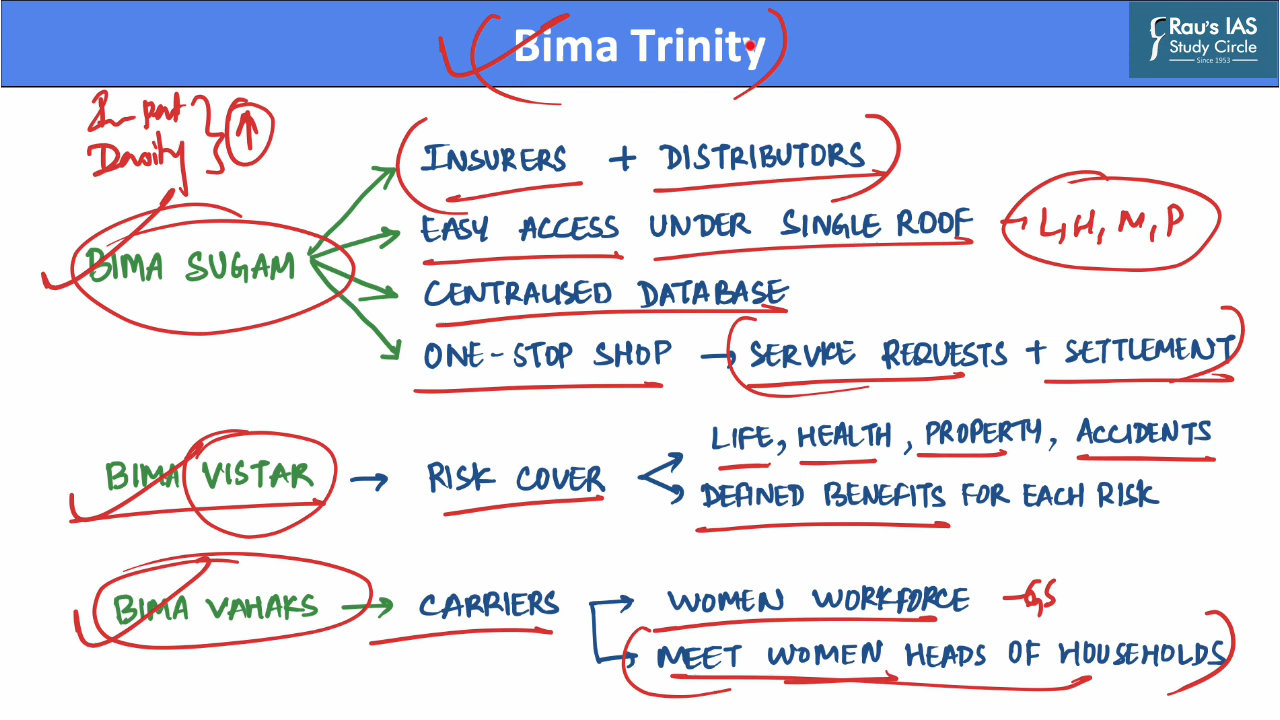 Bima Trinity
Rau's IAS
Study Circle
Since 1953
Density
INSURERS + DISTRIBUTORS
BIMA SUGAM
EASY ACCESS UNDER SINGLE ROOF → L, H, M, P
CENTRALISED DATABASE
ONE-STOP SHOP → SERVICE REQUESTS + SETTLEMENT
BIMA VISTAR → RISK COVER
LIFE, HEALTH, PROPERTY, ACCIDENTS
DEFINED BENEFITS FOR EACH RISK
BIMA VAHAKS → CARRIERS
WOMEN WORKFORCE - GS
MEET WOMEN HEADS OF HOUSEHOLDS